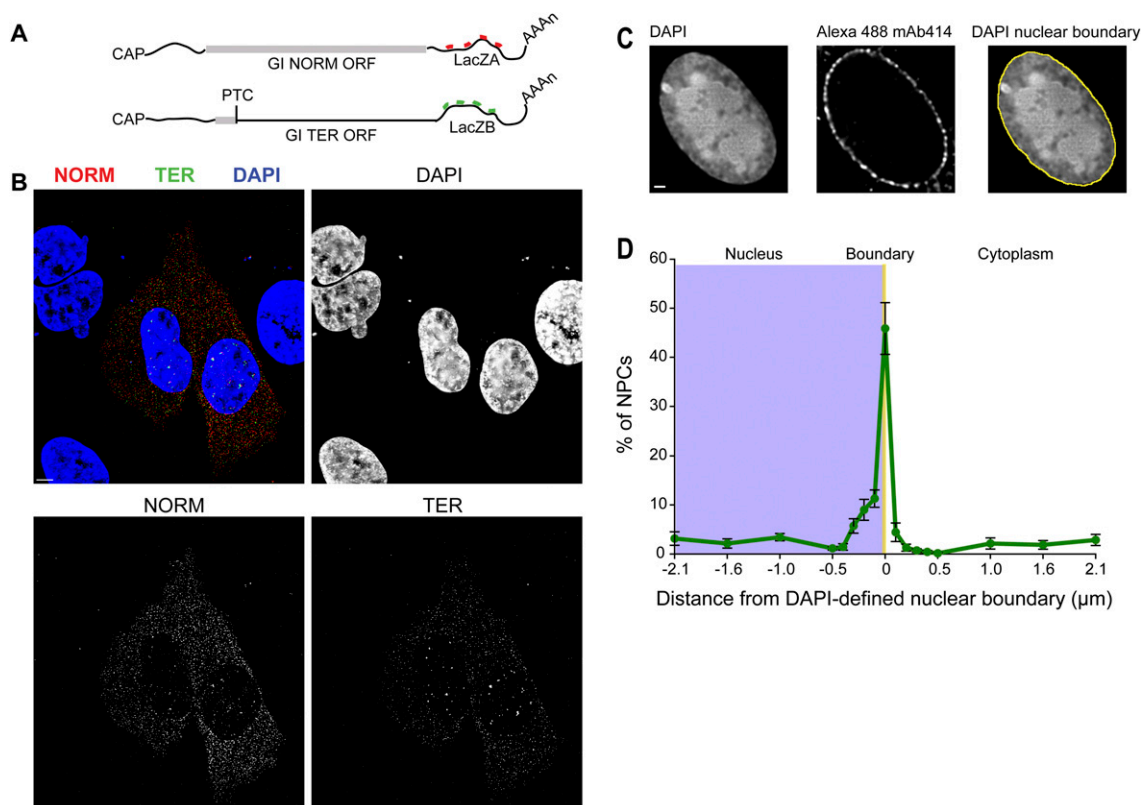 A
CAP
GI NORM ORF
LacZA
AAAn
PTC
CAP
GI TER ORF
LacZB
AAAn
B
NORM TER DAPI
DAPI
NORM
TER
C
DAPI
Alexa 488 mAb414
DAPI nuclear boundary
D
Nucleus
Boundary
Cytoplasm
% of NPCs
60
50
40
30
20
10
0
-2.1 -1.6 -1.0 -0.5 0 0.5 1.0 1.6 2.1
Distance from DAPI-defined nuclear boundary (µm)